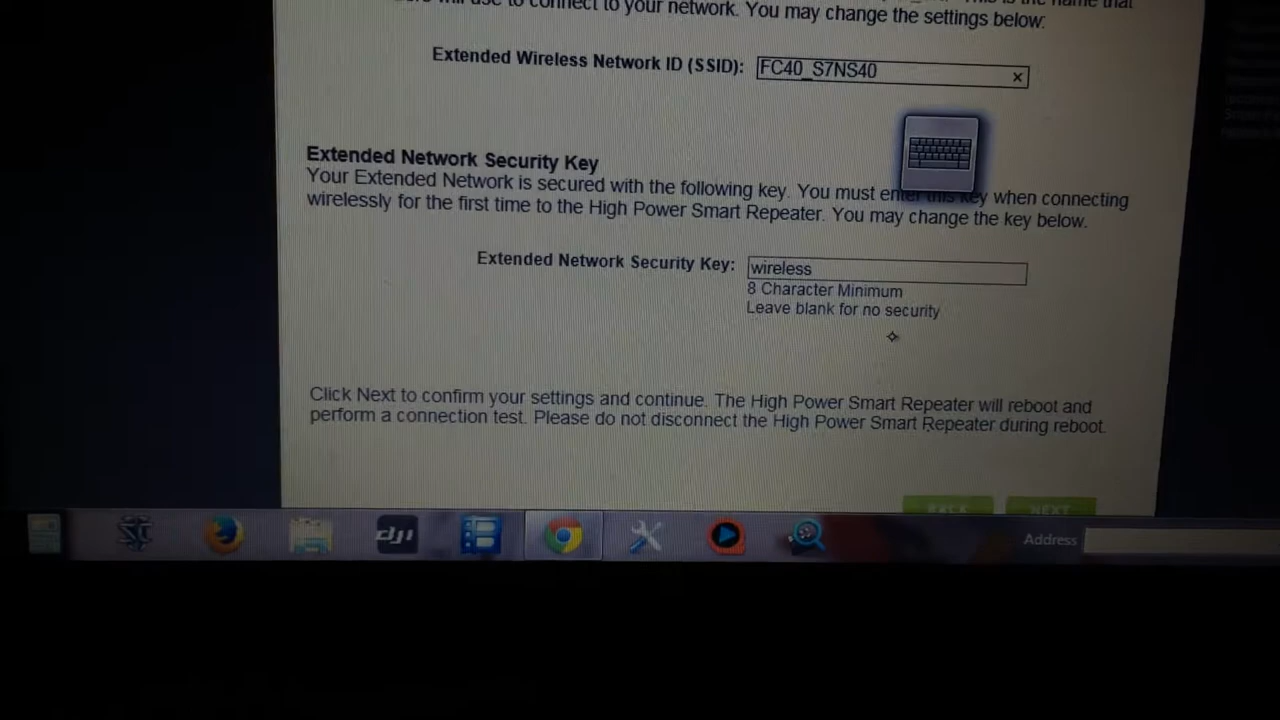 to connect to your network. You may change the settings below:
Extended Wireless Network ID (SSID): FC40_S7NS40
Extended Network Security Key
Your Extended Network is secured with the following key. You must enter this key when connecting
wirelessly for the first time to the High Power Smart Repeater. You may change the key below.
Extended Network Security Key: wireless
8 Character Minimum
Leave blank for no security
Click Next to confirm your settings and continue. The High Power Smart Repeater will reboot and
perform a connection test. Please do not disconnect the High Power Smart Repeater during reboot.
BACK NEXT
dji
Address